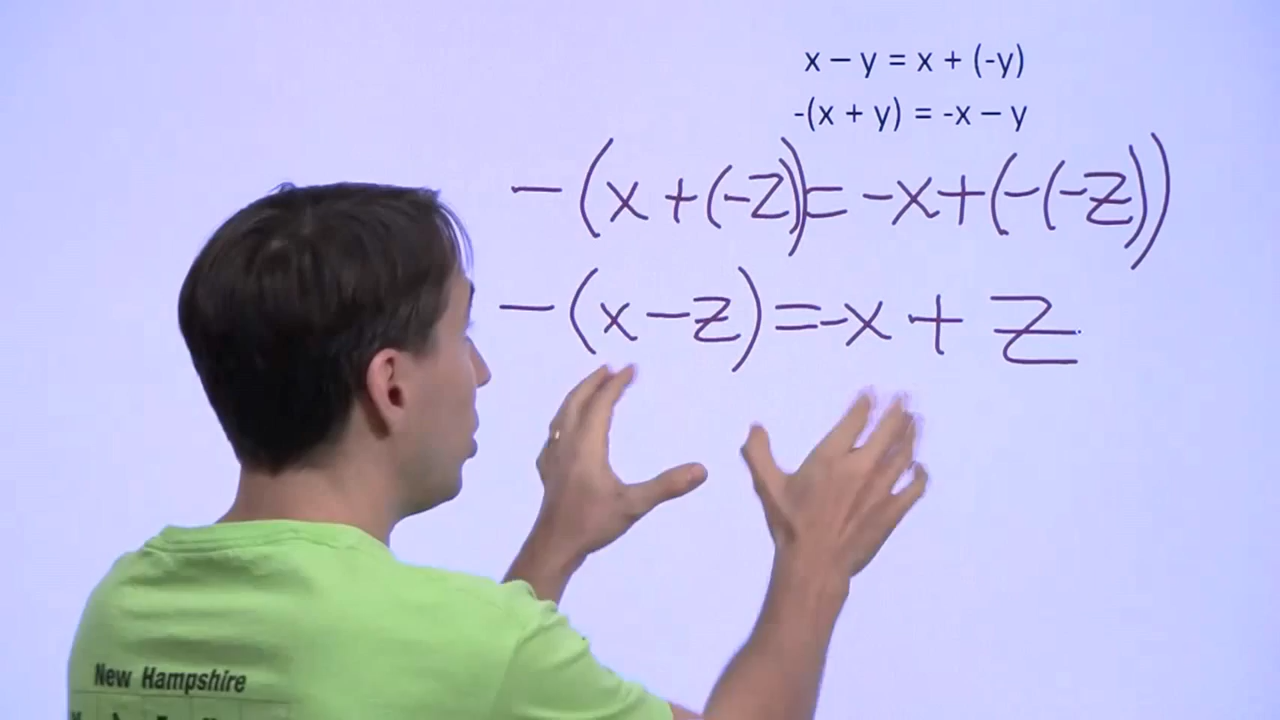 x – y = x + (-y)
-(x + y) = -x – y
-(x+(-z))= -x+(-(-z))
-(x-z)=-x+z
New Hampshire